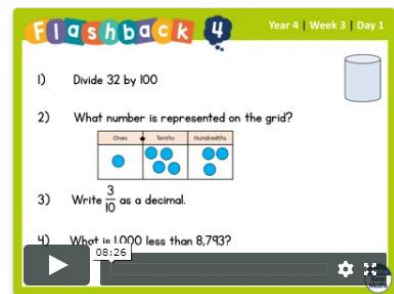 Flashback 4
Year 4 | Week 3 | Day 1
1) Divide 32 by 100
2) What number is represented on the grid?
Ones Tenths Hundredths
3) Write 3/10 as a decimal.
4) What is 1,000 less than 8,793?
08:26